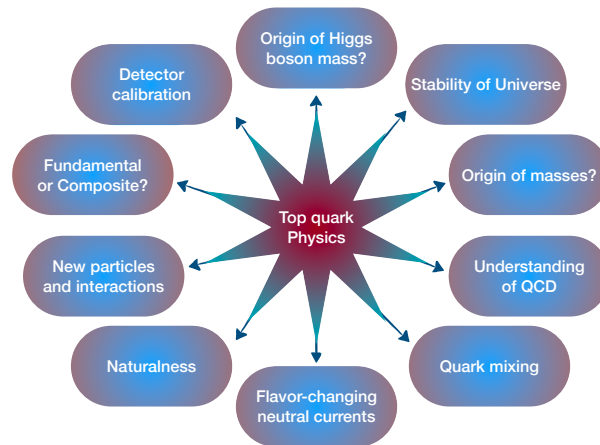 Origin of Higgs
boson mass?
Detector
calibration
Stability of Universe
Fundamental
or Composite?
Origin of masses?
Top quark
Physics
New particles
and interactions
Understanding
of QCD
Naturalness
Quark mixing
Flavor-changing
neutral currents